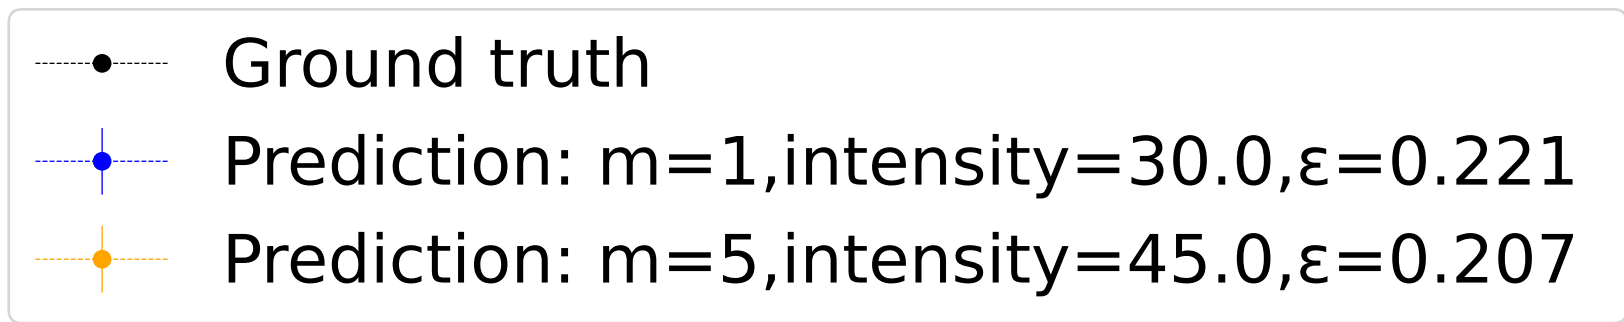 Ground truth
Prediction: m=1,intensity=30.0,ε=0.221
Prediction: m=5,intensity=45.0,ε=0.207